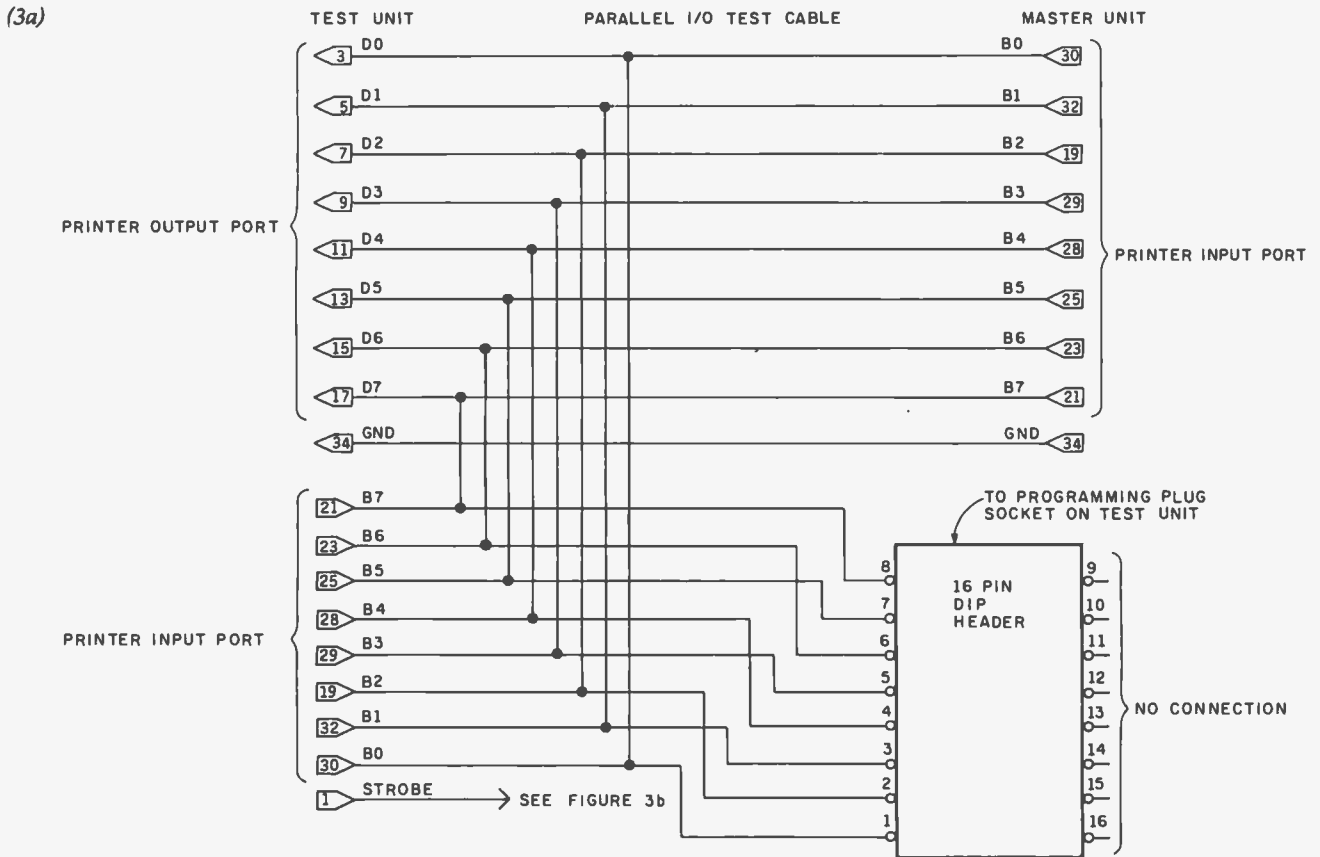 (3a)
TEST UNIT
PARALLEL I/O TEST CABLE
MASTER UNIT
3 D0 B0 30
5 D1 B1 32
7 D2 B2 19
9 D3 B3 29
PRINTER OUTPUT PORT
11 D4 B4 28
PRINTER INPUT PORT
13 D5 B5 25
15 D6 B6 23
17 D7 B7 21
34 GND GND 34
21 B7
23 B6
25 B5
28 B4
PRINTER INPUT PORT
29 B3
19 B2
32 B1
30 B0
1 STROBE SEE FIGURE 3b
TO PROGRAMMING PLUG
SOCKET ON TEST UNIT
16 PIN
DIP
HEADER
8 9
7 10
6 11
5 12
4 13
3 14
2 15
1 16
NO CONNECTION